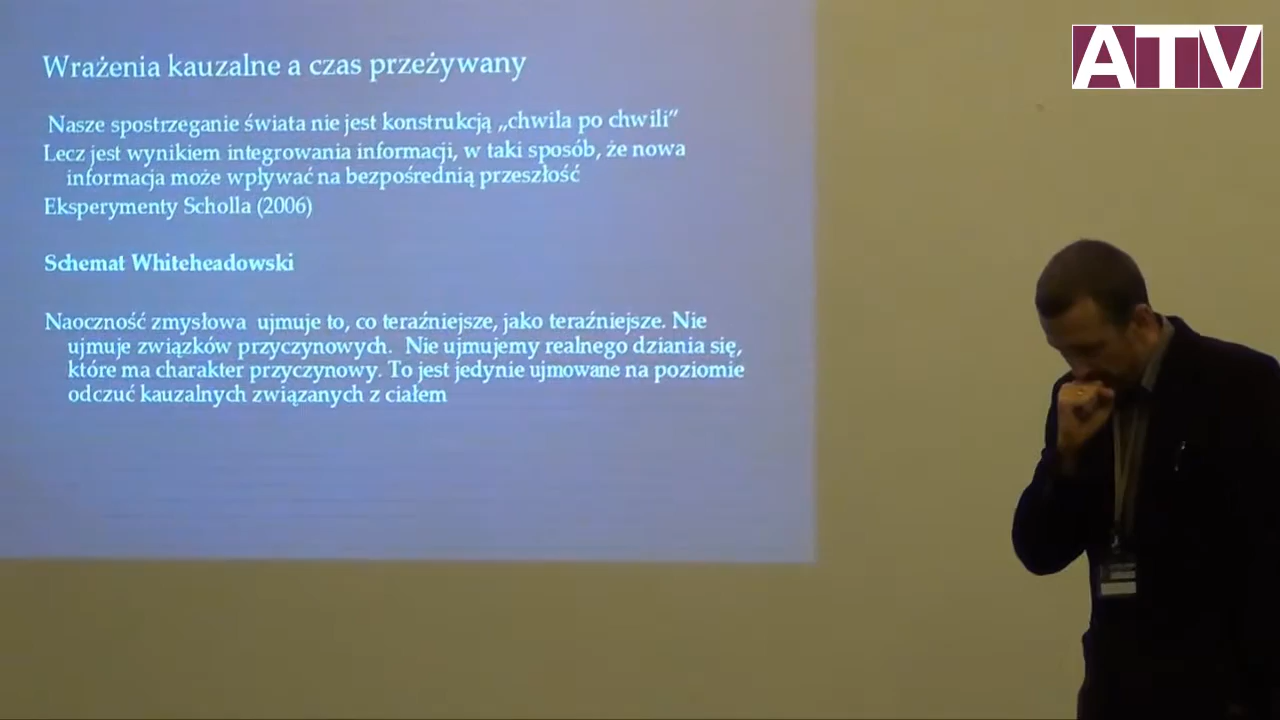 ATV
Wrażenia kauzalne a czas przeżywany
Nasze spostrzeganie świata nie jest konstrukcją „chwila po chwili”
Lecz jest wynikiem integrowania informacji, w taki sposób, że nowa
informacja może wpływać na bezpośrednią przeszłość
Eksperymenty Scholla (2006)
Schemat Whiteheadowski
Naoczność zmysłowa ujmuje to, co teraźniejsze, jako teraźniejsze. Nie
ujmuje związków przyczynowych. Nie ujmujemy realnego dziania się,
które ma charakter przyczynowy. To jest jedynie ujmowane na poziomie
odczuć kauzalnych związanych z ciałem